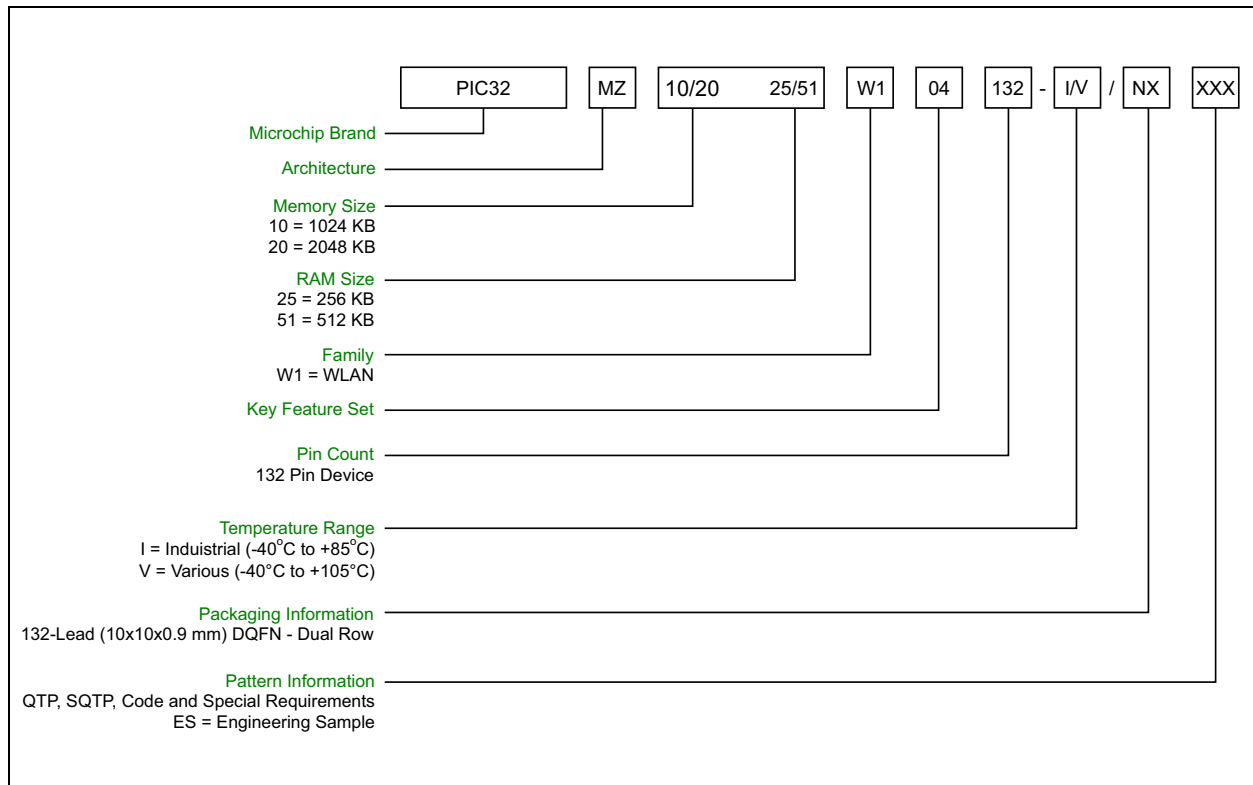 PIC32 MZ 10/20 25/51 W1 04 132 - I/V / NX XXX
Microchip Brand
Architecture
Memory Size
10 = 1024 KB
20 = 2048 KB
RAM Size
25 = 256 KB
51 = 512 KB
Family
W1 = WLAN
Key Feature Set
Pin Count
132 Pin Device
Temperature Range
I = Induistrial (-40°C to +85°C)
V = Various (-40°C to +105°C)
Packaging Information
132-Lead (10x10x0.9 mm) DQFN - Dual Row
Pattern Information
QTP, SQTP, Code and Special Requirements
ES = Engineering Sample